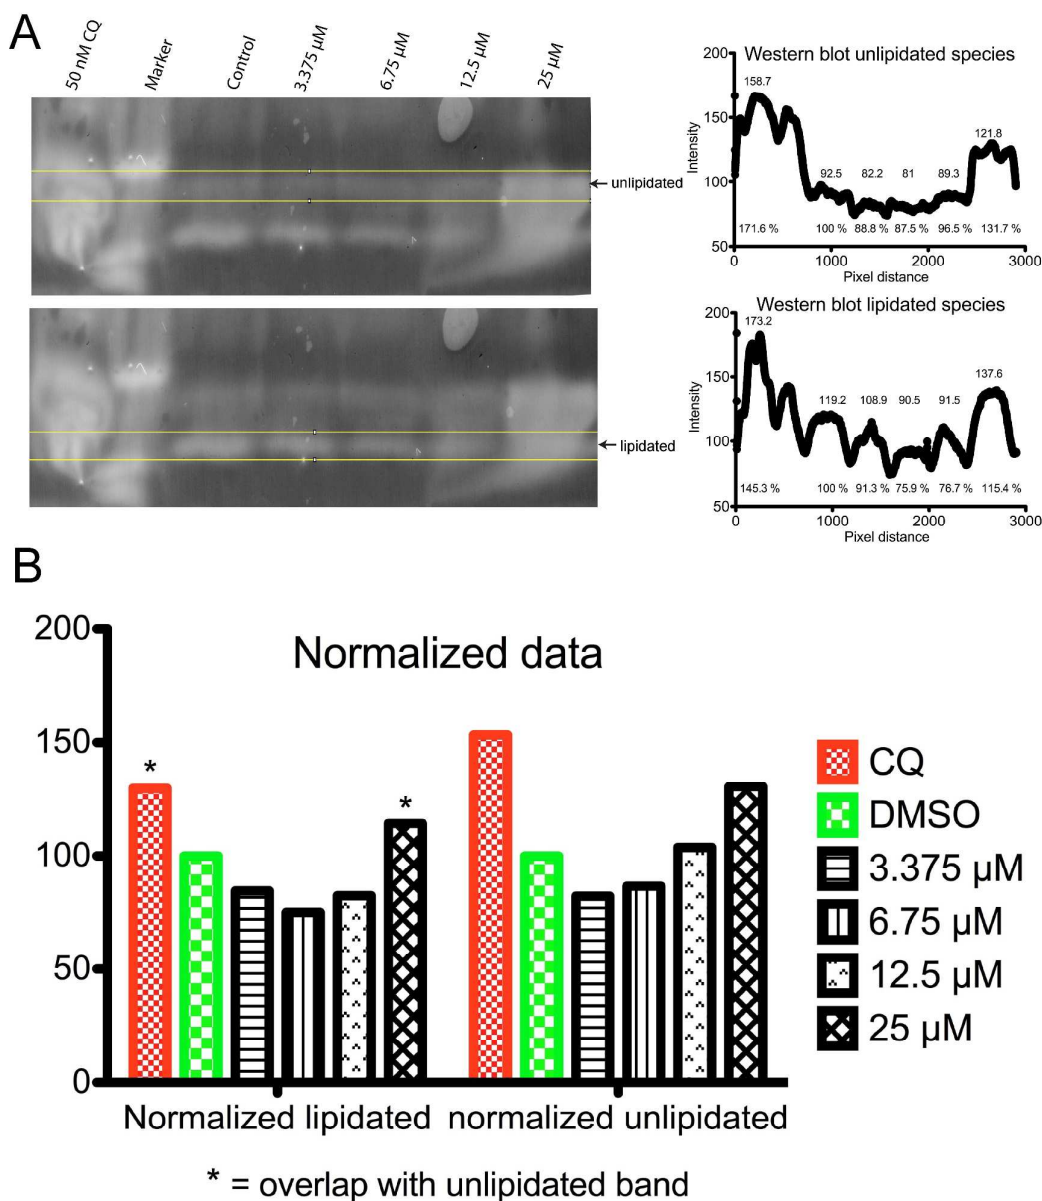 A
50 nM CQ
Marker
Control
3.375 µM
6.75 µM
12.5 µM
25 µM
unlipidated
lipidated
Western blot unlipidated species
Intensity
200
150
100
50
158.7
92.5 82.2 81 89.3 121.8
171.6 % 100 % 88.8 % 87.5 % 96.5 % 131.7 %
0 1000 2000 3000
Pixel distance
Western blot lipidated species
Intensity
200
150
100
50
173.2
119.2 108.9 90.5 91.5 137.6
145.3 % 100 % 91.3 % 75.9 % 76.7 % 115.4 %
0 1000 2000 3000
Pixel distance
B
Normalized data
200
150
100
50
0
* *
CQ
DMSO
3.375 µM
6.75 µM
12.5 µM
25 µM
Normalized lipidated normalized unlipidated
* = overlap with unlipidated band